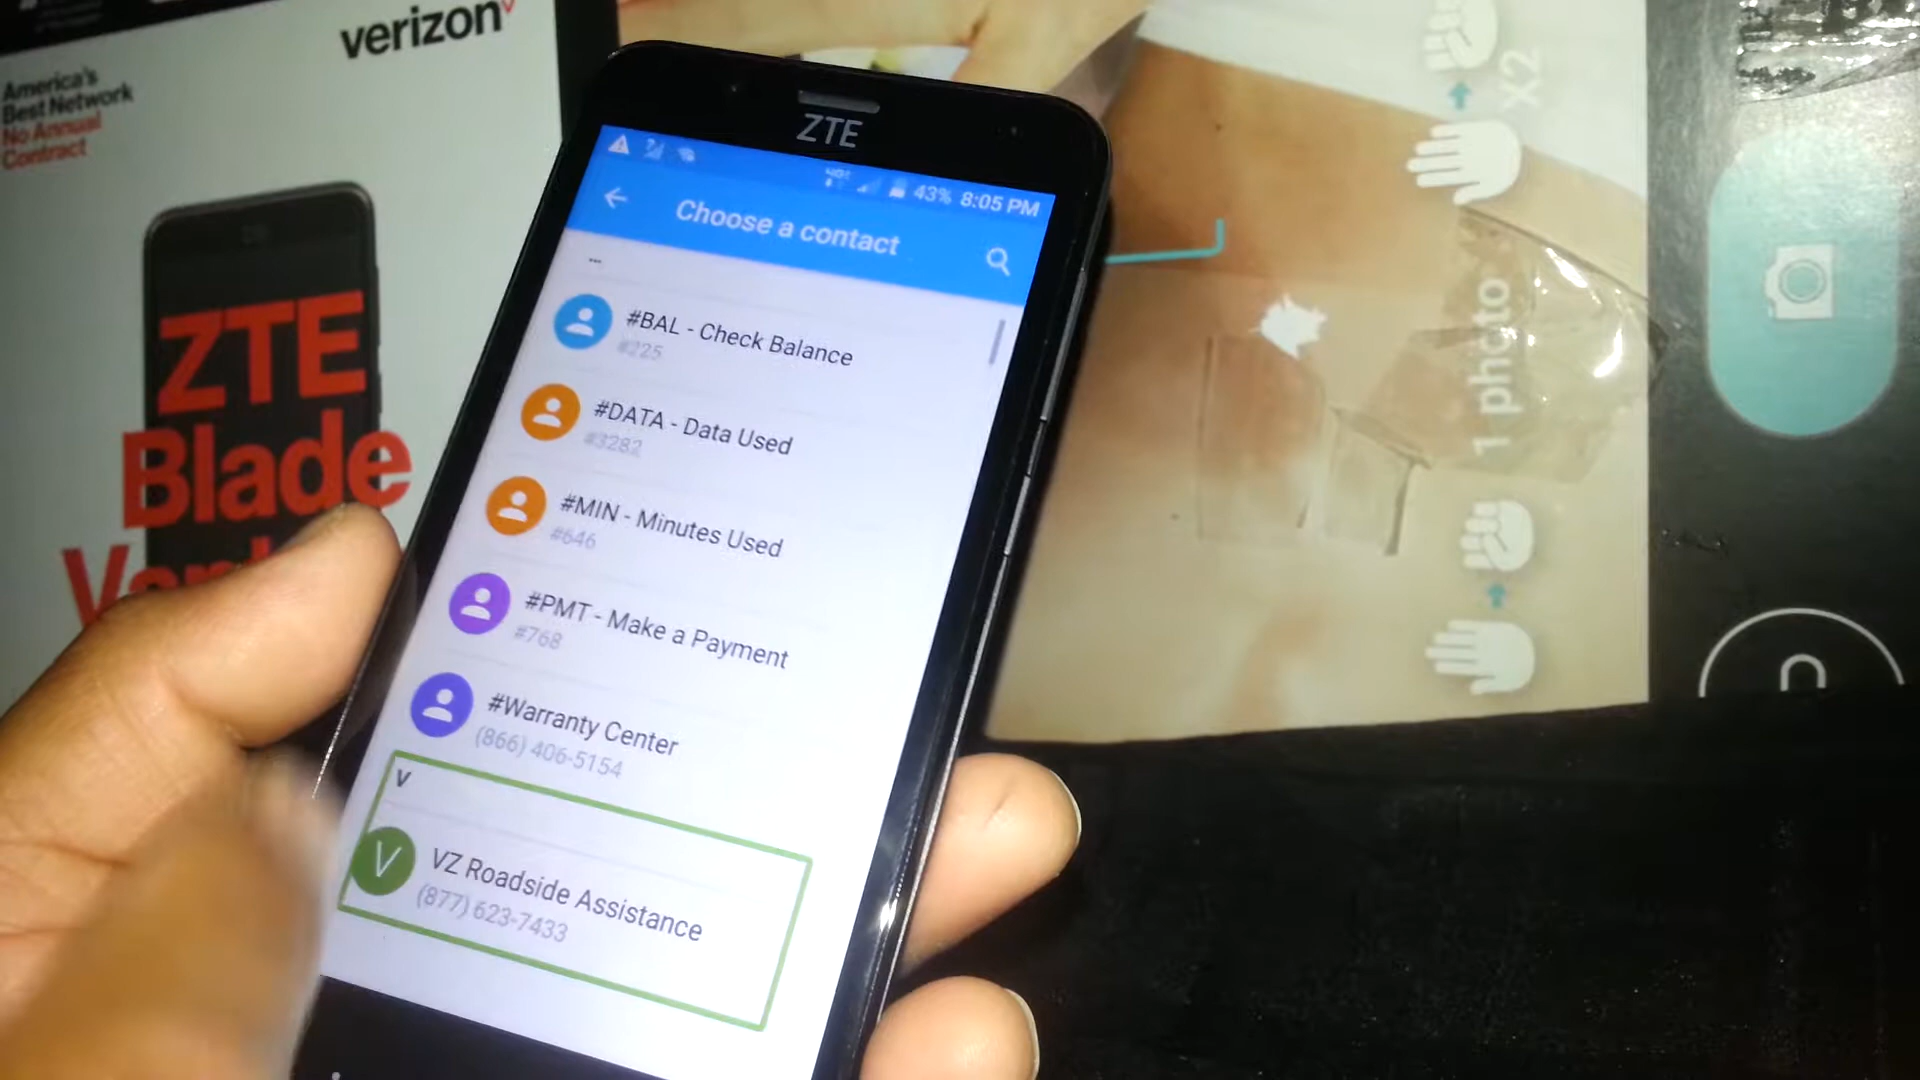 verizon
America's
Best Network
No Annual
Contract
ZTE
Blade
ZTE
43% 8:05 PM
Choose a contact
...
#BAL - Check Balance
#225
#DATA - Data Used
#3282
#MIN - Minutes Used
#646
#PMT - Make a Payment
#768
#Warranty Center
(866) 406-5154
V
V
VZ Roadside Assistance
(877) 623-7433
X2
1 photo